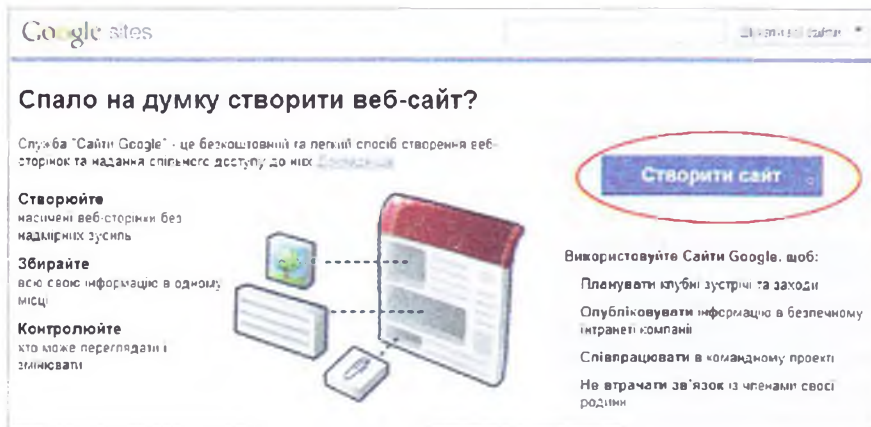 Google sites
Спало на думку створити веб-сайт?
Служба "Сайти Google" - це безкоштовний та легкий спосіб створення веб-
сторінок та надання спільного доступу до них
Створити сайт
Створюйте
насичені веб-сторінки без
надмірних зусиль
Збирайте
всю свою інформацію в одному
місці
Контролюйте
хто може переглядати і
змінювати
Використовуйте Сайти Google, щоб:
Планувати клубні зустрічі та заходи
Опубліковувати інформацію в безпечному
інтранеті компанії
Співпрацювати в командному проекті
Не втрачати зв'язок із членами своєї
родини